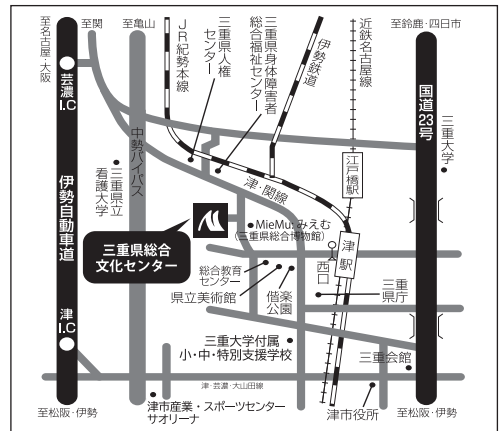 至名古屋・大阪
至関
至亀山
至鈴鹿・四日市
芸濃
I.C
JR紀勢本線
三重県人権
センター
三重県身体障害者
総合福祉センター
伊勢鉄道
近鉄名古屋線
国道23号
三重大学
中勢バイパス
江戸橋駅
伊勢自動車道
三重県立
看護大学
津・関線
MieMu:みえむ
(三重県総合博物館)
三重県総合
文化センター
津駅
西口
総合教育
センター
県立美術館
偕楽
公園
三重
県庁
津
I.C
三重大学付属
小・中・特別支援学校
三重会館
津・芸濃・大山田線
至松阪・伊勢
津市産業・スポーツセンター
サオリーナ
津市役所
至松阪・伊勢